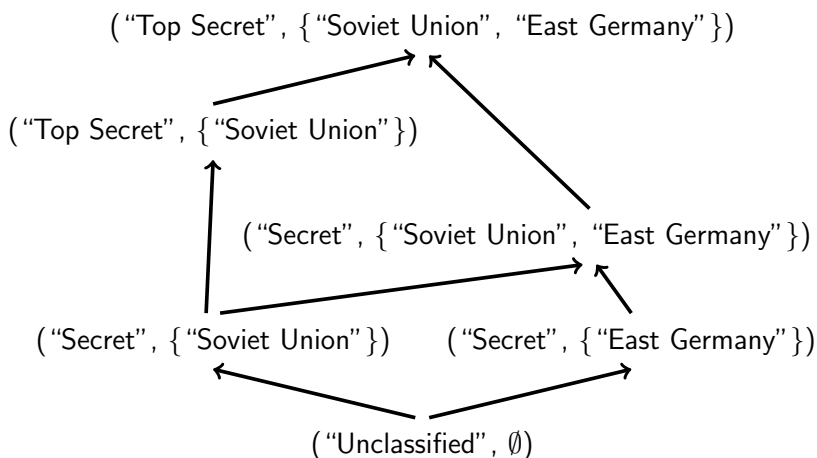 (“Top Secret”, {“Soviet Union”, “East Germany”})
(“Top Secret”, {“Soviet Union”})
(“Secret”, {“Soviet Union”, “East Germany”})
(“Secret”, {“Soviet Union”}) (“Secret”, {“East Germany”})
(“Unclassified”, ∅)